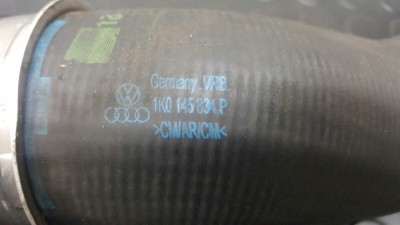 Germany, VRB.
1K0 145 834 P
>CM/AR/CM<